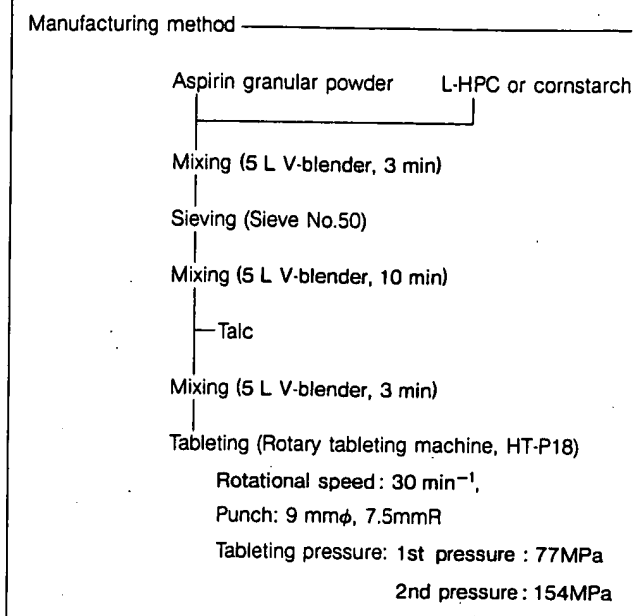 Manufacturing method
Aspirin granular powder L-HPC or cornstarch
Mixing (5 L V-blender, 3 min)
Sieving (Sieve No.50)
Mixing (5 L V-blender, 10 min)
Talc
Mixing (5 L V-blender, 3 min)
Tableting (Rotary tableting machine, HT-P18)
Rotational speed: 30 min⁻¹,
Punch: 9 mmϕ, 7.5mmR
Tableting pressure: 1st pressure : 77MPa
2nd pressure: 154MPa